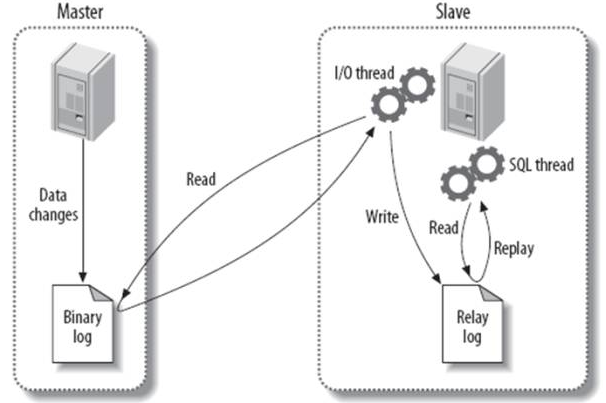 Master
Slave
I/O thread
SQL thread
Read
Data
changes
Write
Read
Replay
Binary
log
Relay
log